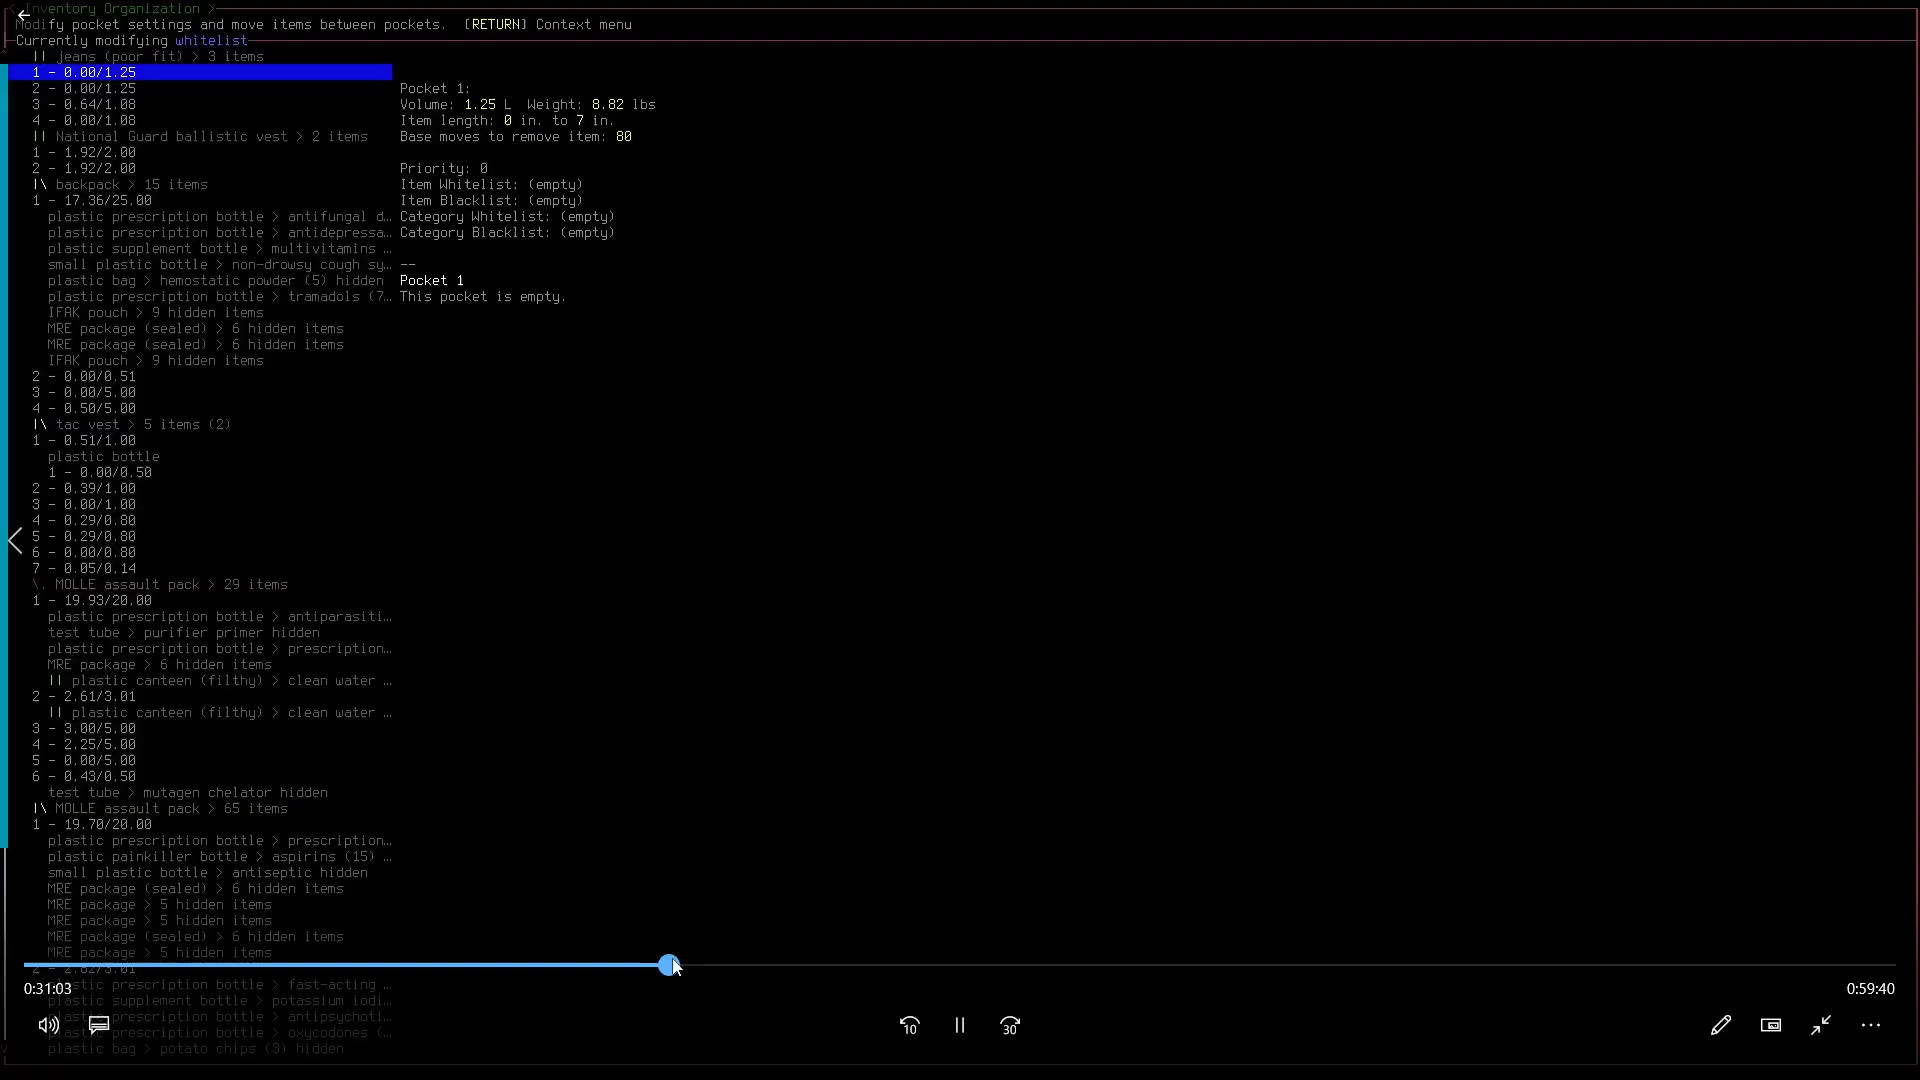 Inventory Organization >
Modify pocket settings and move items between pockets.  [RETURN] Context menu
Currently modifying whitelist
|| jeans (poor fit) > 3 items
1 - 0.00/1.25
2 - 0.00/1.25
3 - 0.64/1.08
4 - 0.00/1.08
|| National Guard ballistic vest > 2 items
1 - 1.92/2.00
2 - 1.92/2.00
|\ backpack > 15 items
1 - 17.36/25.00
plastic prescription bottle > antifungal d…
plastic prescription bottle > antidepressa…
plastic supplement bottle > multivitamins …
small plastic bottle > non-drowsy cough sy…
plastic bag > hemostatic powder (5) hidden
plastic prescription bottle > tramadols (7…
IFAK pouch > 9 hidden items
MRE package (sealed) > 6 hidden items
MRE package (sealed) > 6 hidden items
IFAK pouch > 9 hidden items
2 - 0.00/0.51
3 - 0.00/5.00
4 - 0.50/5.00
|\ tac vest > 5 items (2)
1 - 0.51/1.00
plastic bottle
1 - 0.00/0.50
2 - 0.39/1.00
3 - 0.00/1.00
4 - 0.29/0.80
5 - 0.29/0.80
6 - 0.00/0.80
7 - 0.05/0.14
\. MOLLE assault pack > 29 items
1 - 19.93/20.00
plastic prescription bottle > antiparasiti…
test tube > purifier primer hidden
plastic prescription bottle > prescription…
MRE package > 6 hidden items
|| plastic canteen (filthy) > clean water …
2 - 2.61/3.01
|| plastic canteen (filthy) > clean water …
3 - 3.00/5.00
4 - 2.25/5.00
5 - 0.00/5.00
6 - 0.43/0.50
test tube > mutagen chelator hidden
|\ MOLLE assault pack > 65 items
1 - 19.70/20.00
plastic prescription bottle > prescription…
plastic painkiller bottle > aspirins (15) …
small plastic bottle > antiseptic hidden
MRE package (sealed) > 6 hidden items
MRE package > 5 hidden items
MRE package > 5 hidden items
MRE package (sealed) > 6 hidden items
MRE package > 5 hidden items
2 - 2.82/3.01
plastic prescription bottle > fast-acting …
plastic supplement bottle > potassium iodi…
plastic prescription bottle > antipsychoti…
plastic prescription bottle > oxycodones (…
plastic bag > potato chips (3) hidden
Pocket 1:
Volume: 1.25 L  Weight: 8.82 lbs
Item length: 0 in. to 7 in.
Base moves to remove item: 80
Priority: 0
Item Whitelist: (empty)
Item Blacklist: (empty)
Category Whitelist: (empty)
Category Blacklist: (empty)
--
Pocket 1
This pocket is empty.
0:31:03
0:59:40
10
30